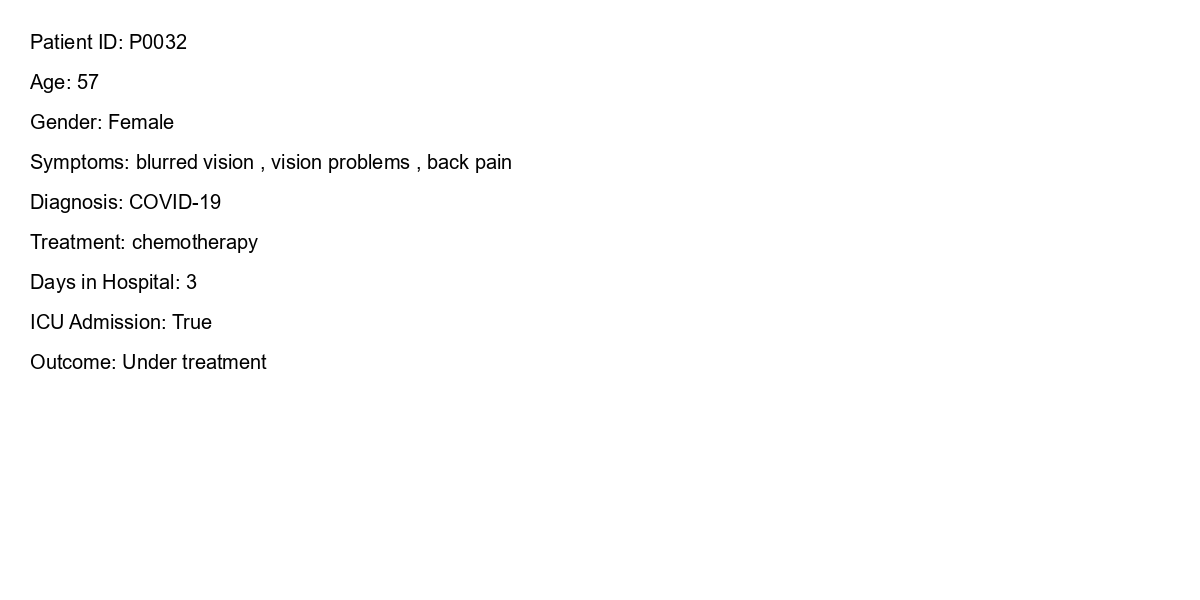 Patient ID: P0032
Age: 57
Gender: Female
Symptoms: blurred vision , vision problems , back pain
Diagnosis: COVID-19
Treatment: chemotherapy
Days in Hospital: 3
ICU Admission: True
Outcome: Under treatment